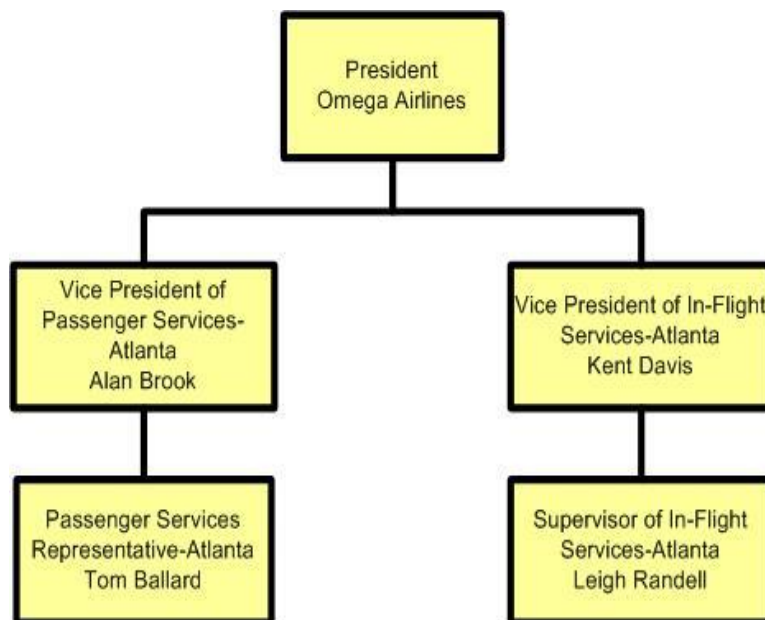 President
Omega Airlines
Vice President of
Passenger Services-
Atlanta
Alan Brook
Vice President of In-Flight
Services-Atlanta
Kent Davis
Passenger Services
Representative-Atlanta
Tom Ballard
Supervisor of In-Flight
Services-Atlanta
Leigh Randell